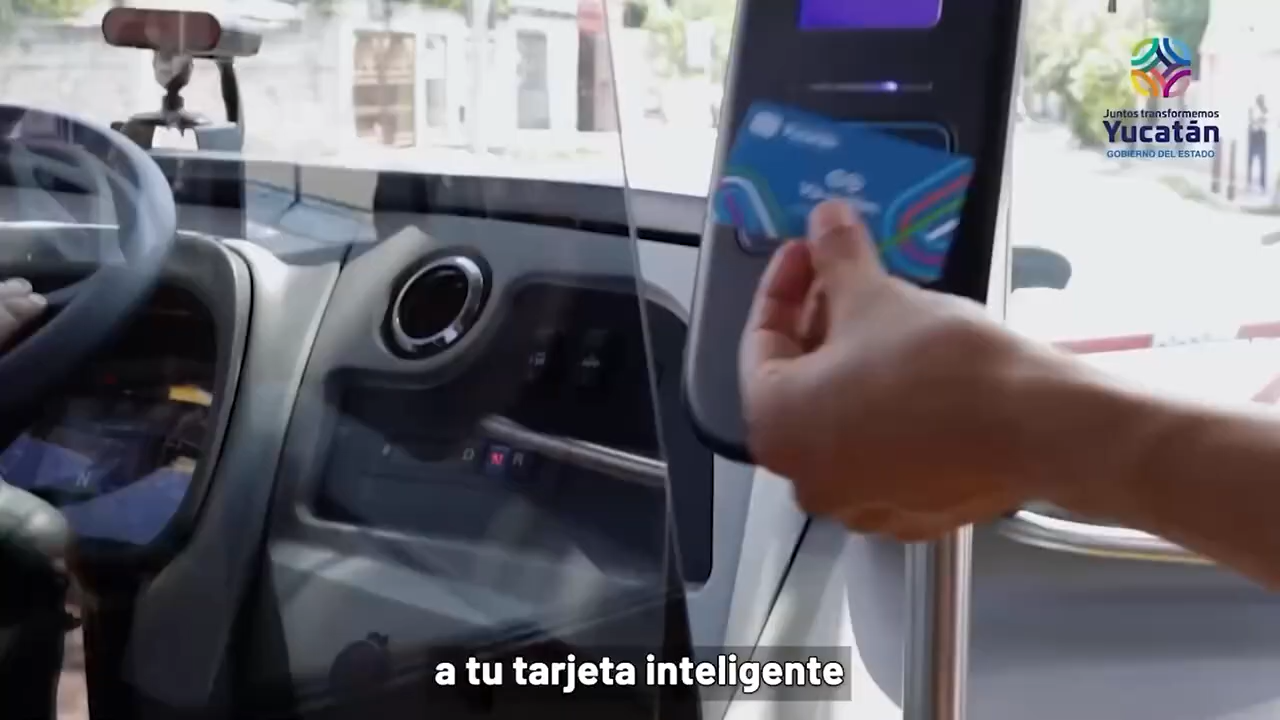 Juntos transformemos
Yucatán
GOBIERNO DEL ESTADO
D N R
N
a tu tarjeta inteligente